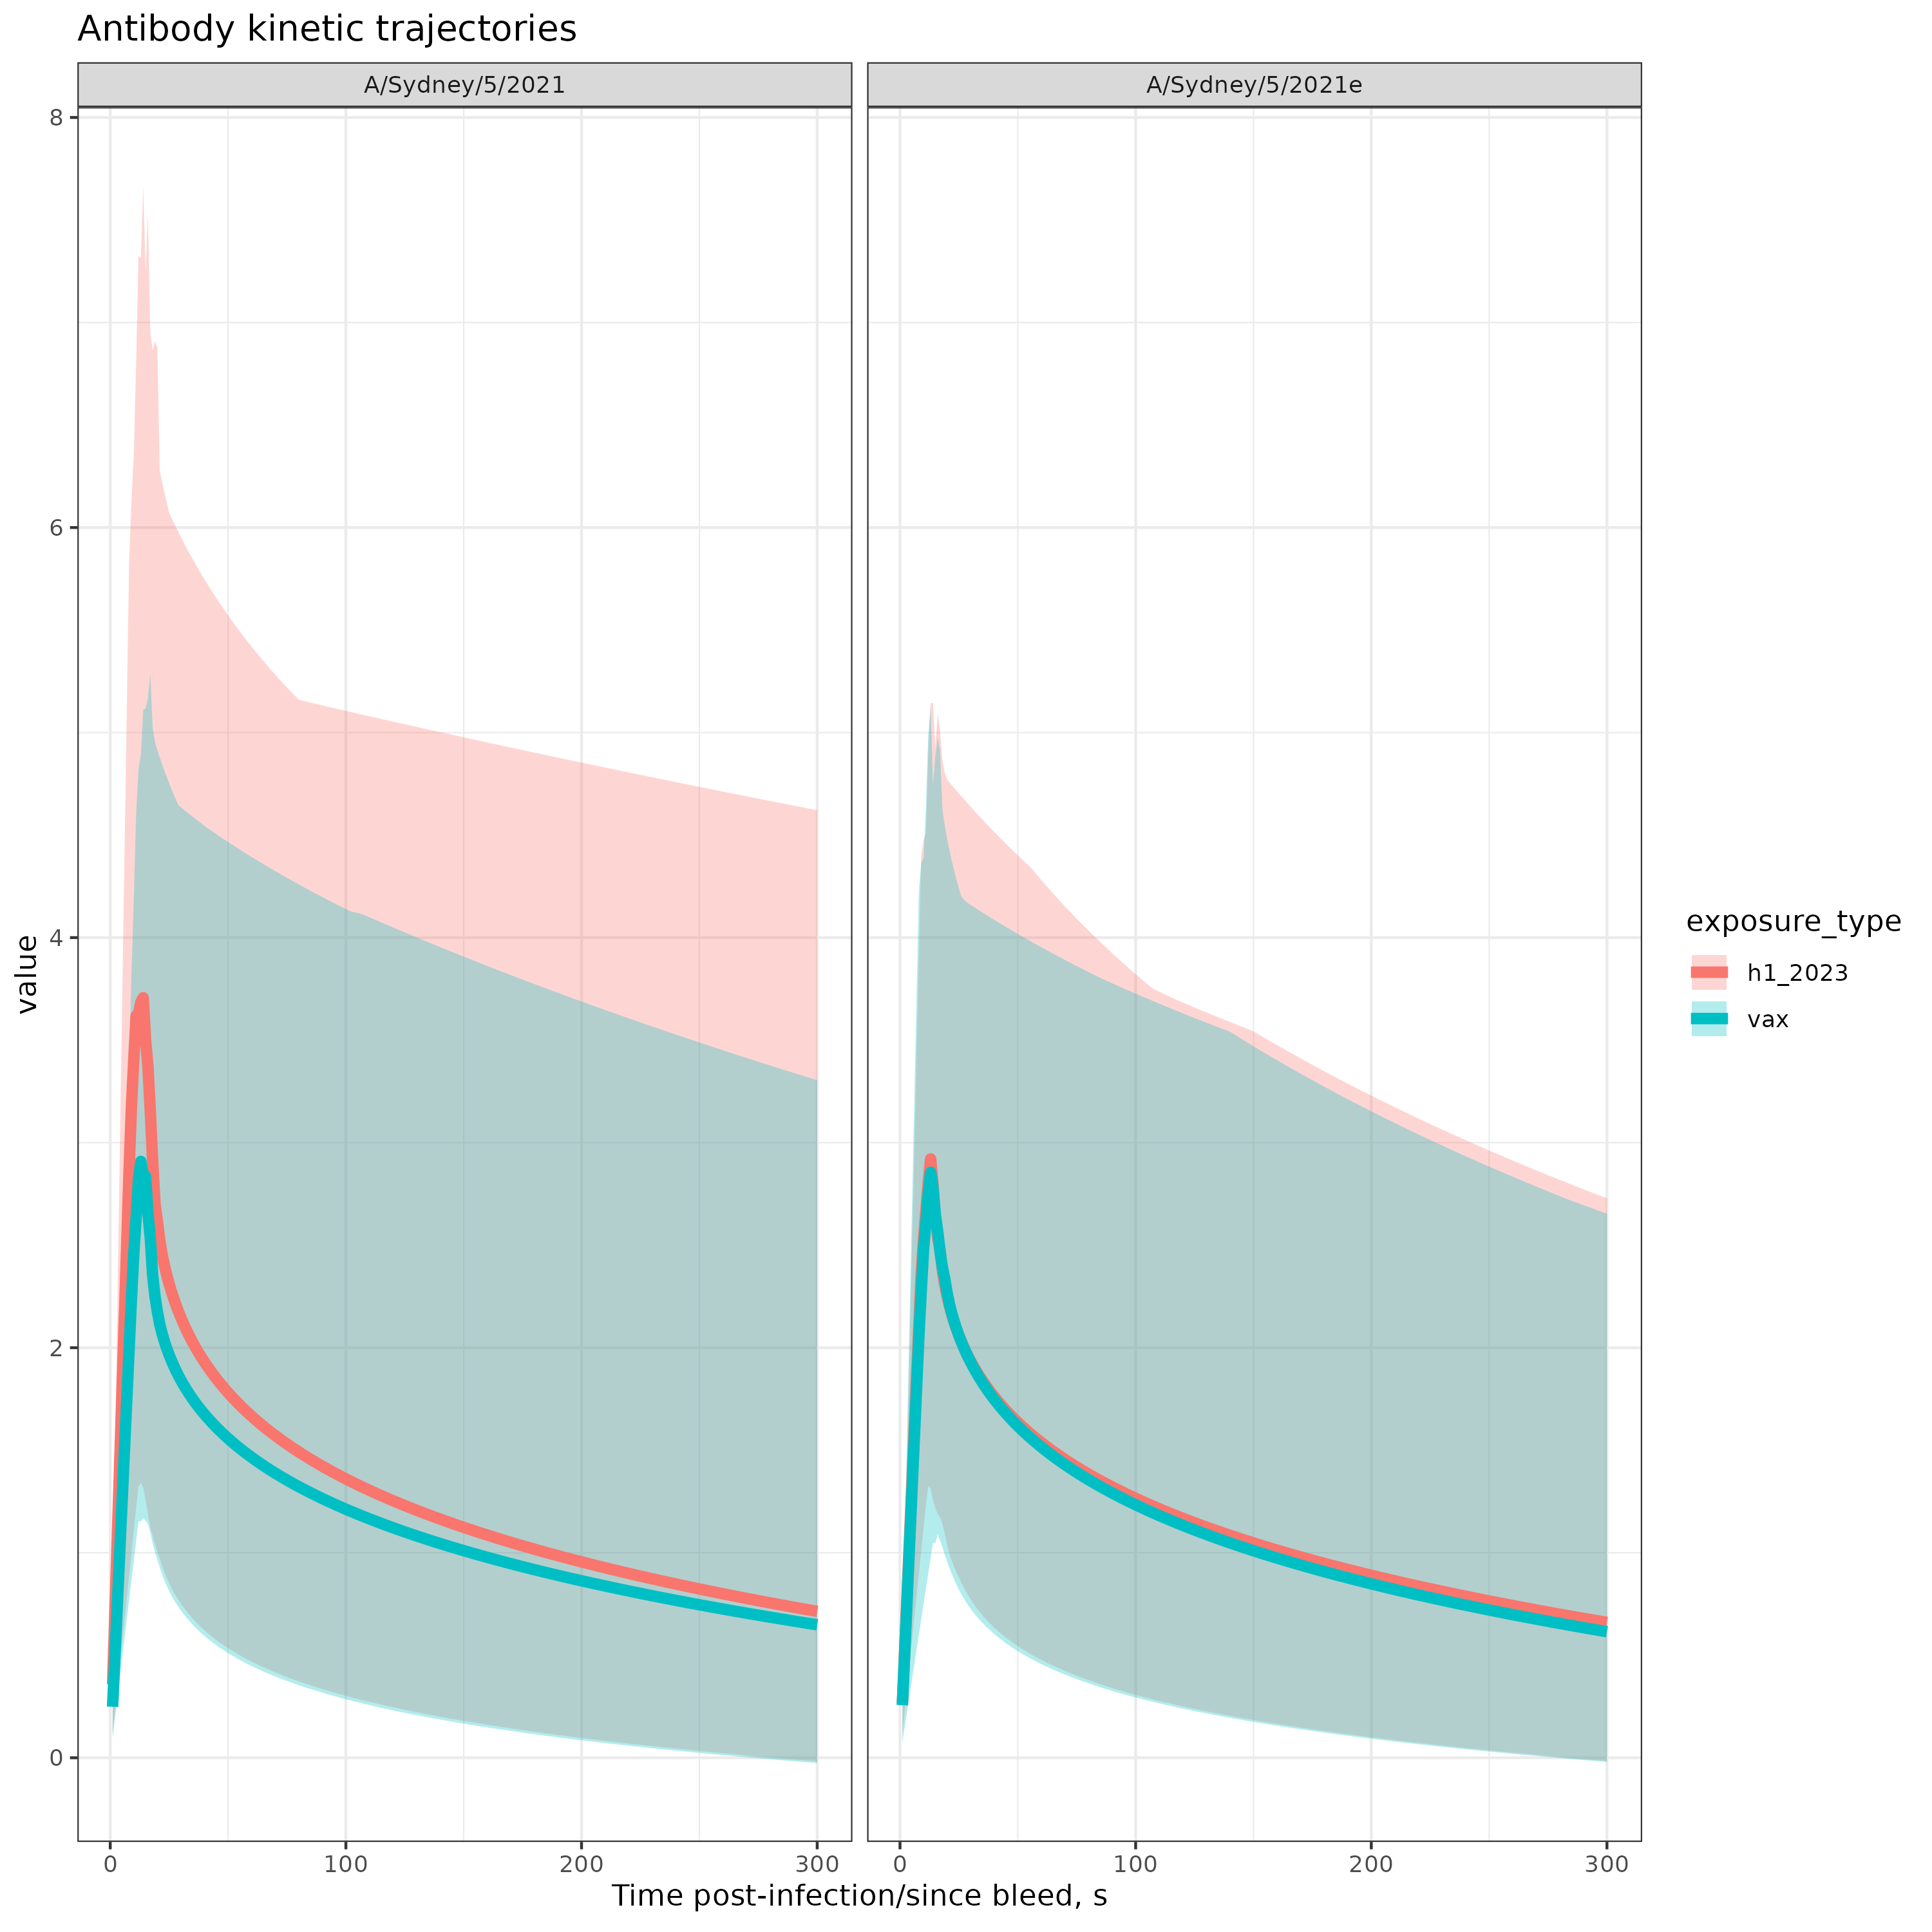 Antibody kinetic trajectories
A/Sydney/5/2021
A/Sydney/5/2021e
8
6
4
2
0
value
0
100
200
300
0
100
200
300
Time post-infection/since bleed, s
exposure_type
h1_2023
vax